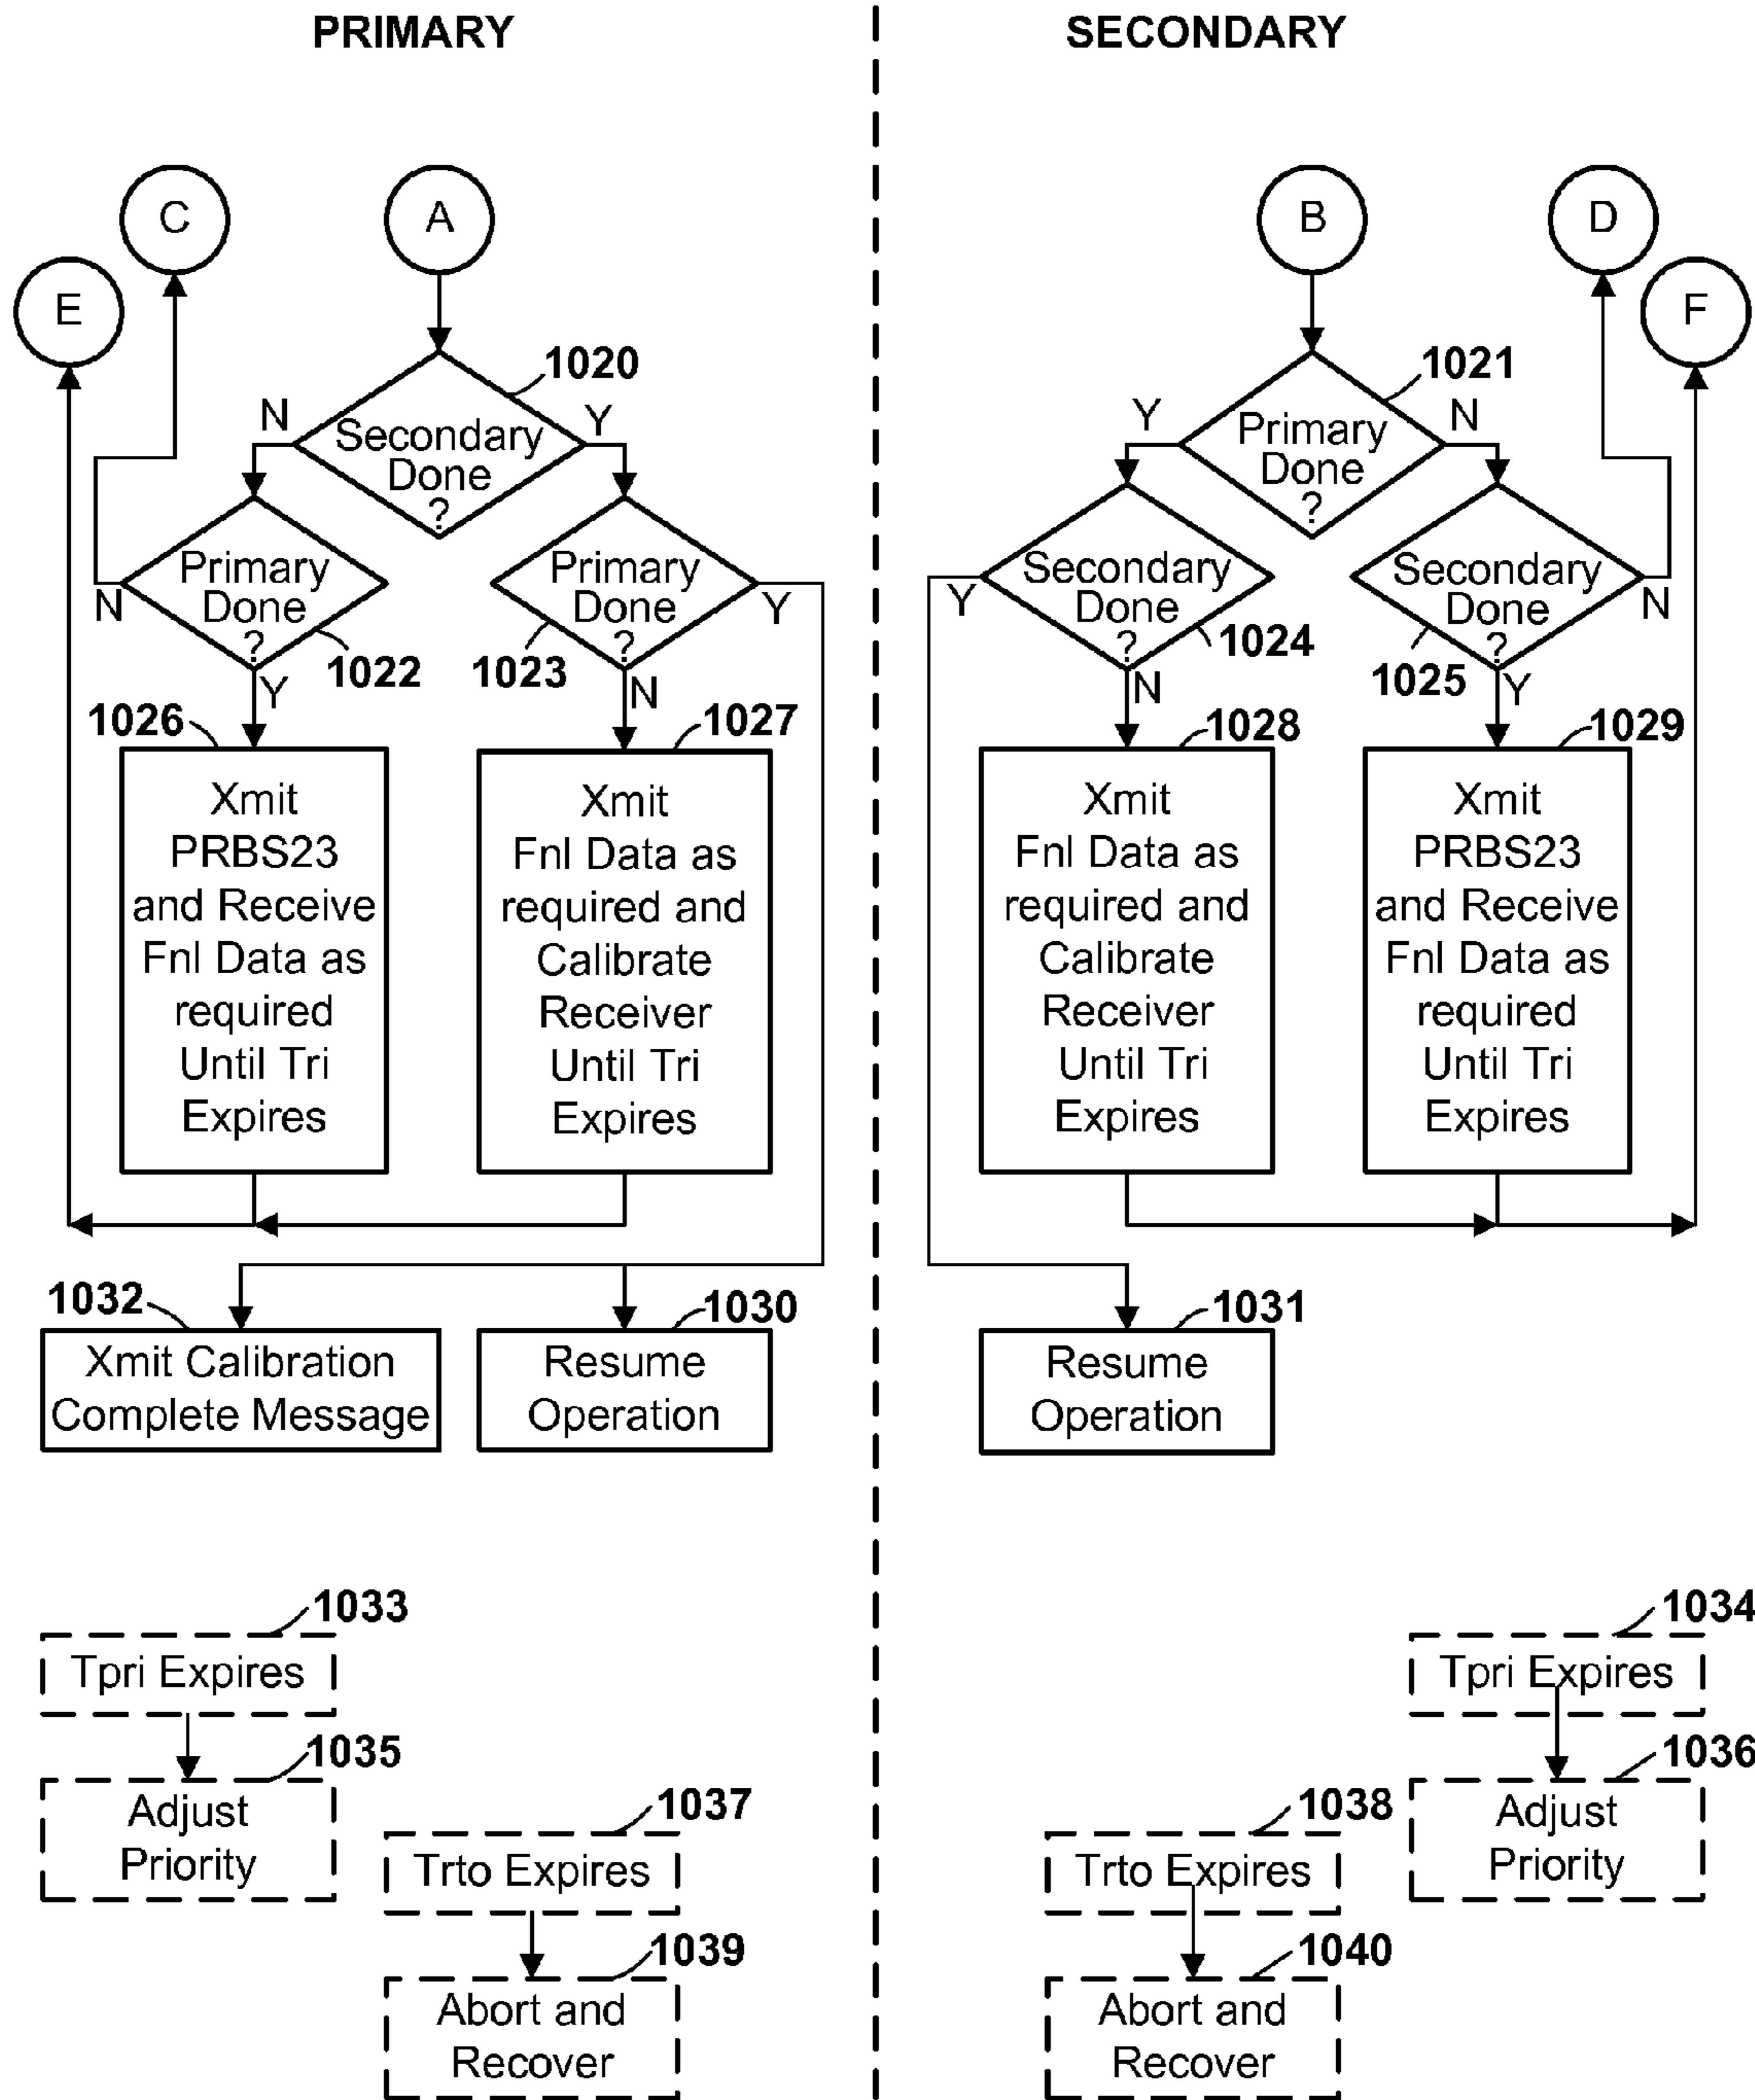 PRIMARY
SECONDARY
C
A
B
D
E
F
1020
1021
N
Y
Y
N
Secondary
Done
?
Primary
Done
?
Primary
Done
?
N
Y
1022
Primary
Done
?
Y
N
1023
Secondary
Done
?
Y
N
1024
Secondary
Done
?
N
Y
1025
1026
1027
1028
1029
Xmit
PRBS23
and Receive
Fnl Data as
required
Until Tri
Expires
Xmit
Fnl Data as
required and
Calibrate
Receiver
Until Tri
Expires
Xmit
Fnl Data as
required and
Calibrate
Receiver
Until Tri
Expires
Xmit
PRBS23
and Receive
Fnl Data as
required
Until Tri
Expires
1032
1030
1031
Xmit Calibration
Complete Message
Resume
Operation
Resume
Operation
1033
Tpri Expires
1035
Adjust
Priority
1037
Trto Expires
1039
Abort and
Recover
1034
Tpri Expires
1036
Adjust
Priority
1038
Trto Expires
1040
Abort and
Recover